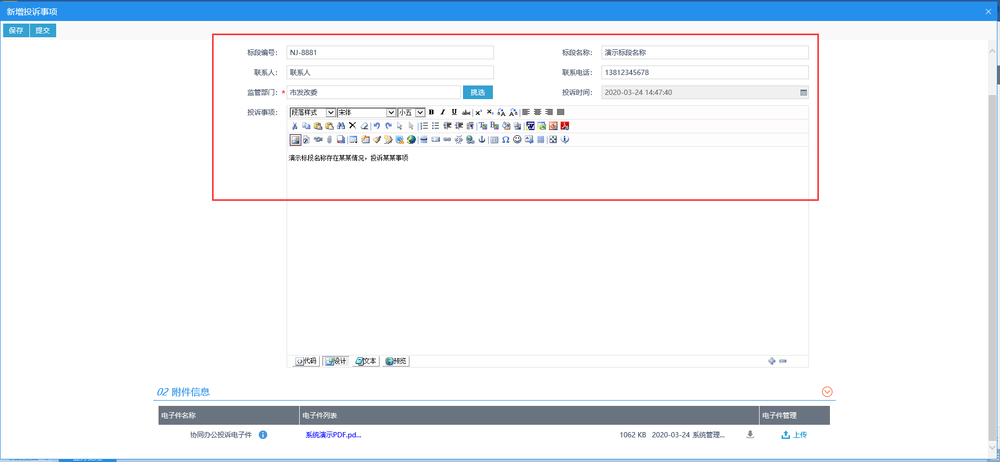 新增投诉事项
保存 提交
标段编号： NJ-8881 标段名称： 演示标段名称
联系人： 联系人 联系电话： 13812345678
监管部门： * 市发改委 挑选 投诉时间： 2020-03-24 14:47:40
投诉事项： 段落样式 宋体 小五 B I U abc x² x₂
演示标段名称存在某某情况，投诉某某事项
代码 设计 文本 预览
02 附件信息
电子件名称 电子件列表 电子件管理
协同办公投诉电子件 系统演示PDF.pd... 1062 KB 2020-03-24 系统管理... 上传